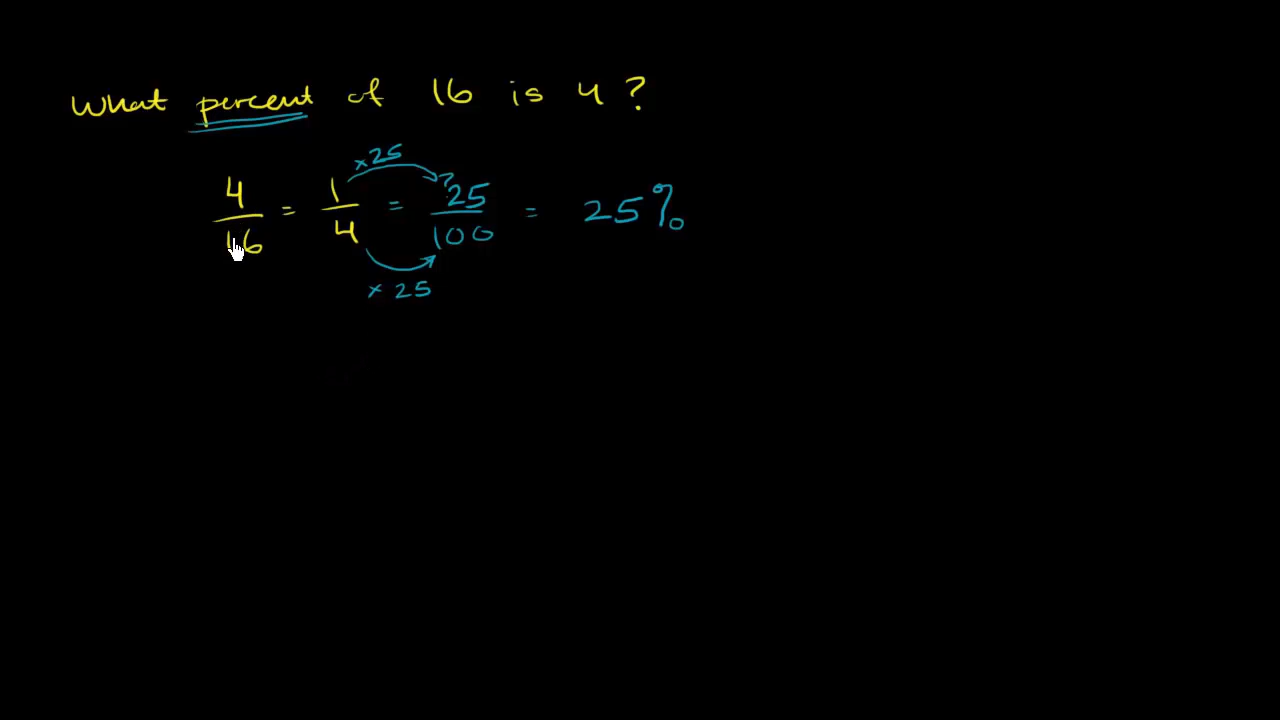 What percent of 16 is 4?
×25
4/16 = 1/4 = ?25/100 = 25%
×25